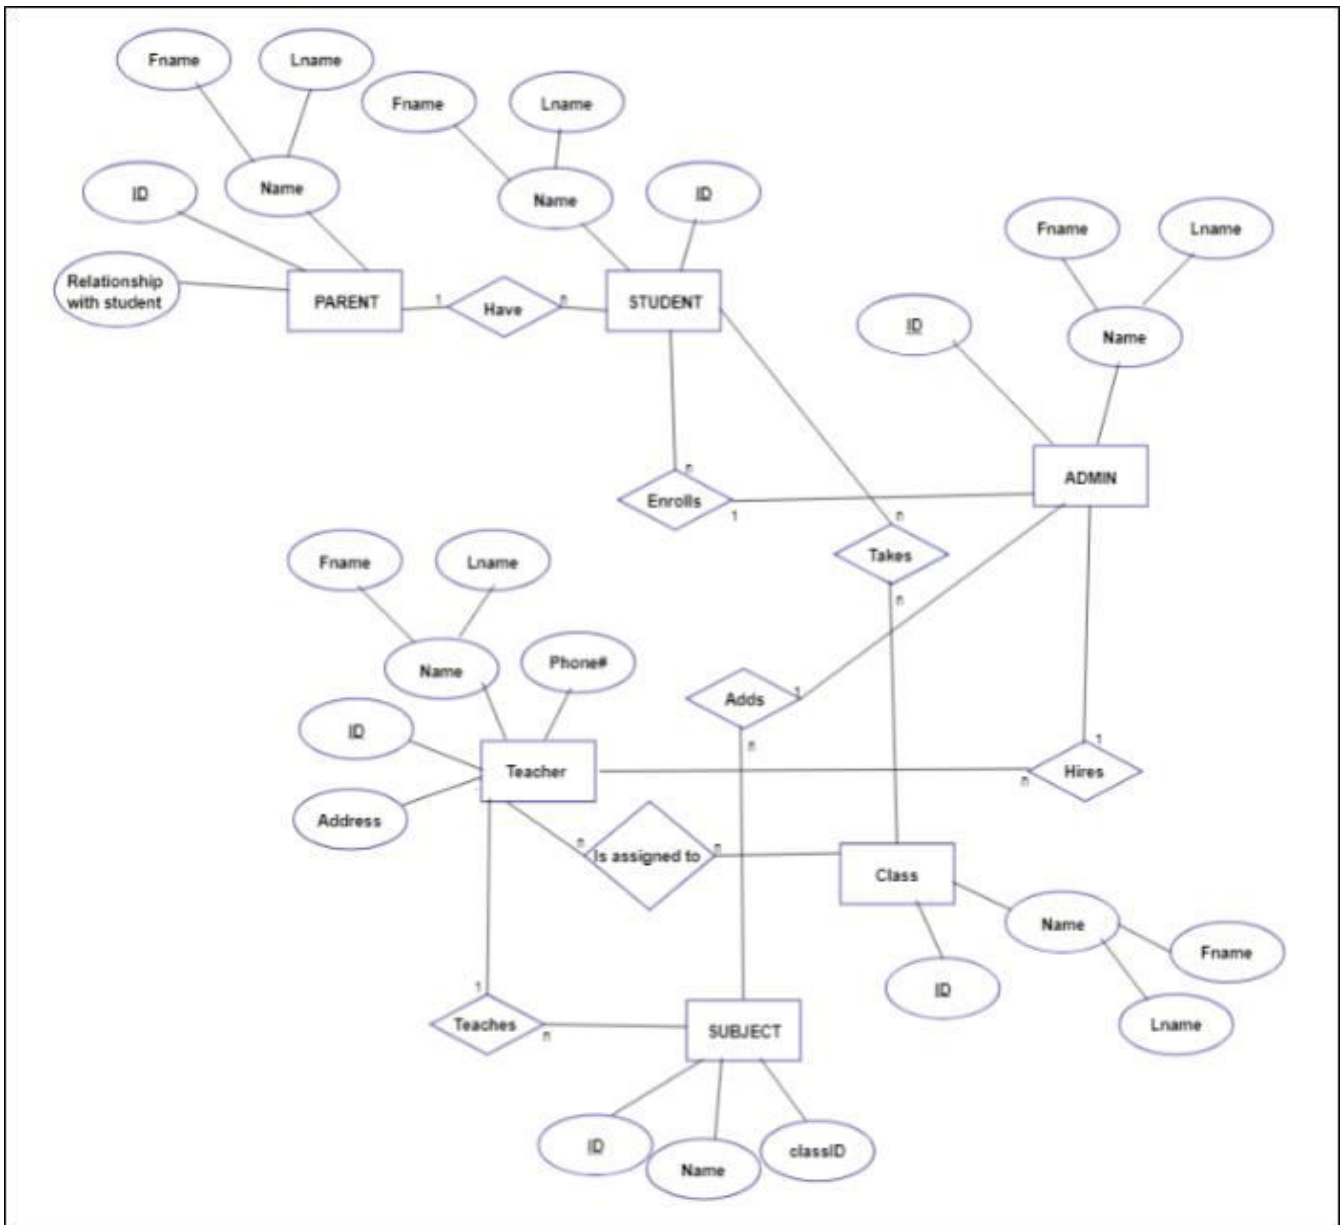 Fname
Lname
Fname
Lname
Name
ID
Name
ID
Fname
Lname
Relationship
with student
PARENT
1
Have
n
STUDENT
ID
Name
n
Enrolls
1
ADMIN
n
Takes
n
Fname
Lname
Name
Phone#
Adds
1
n
ID
Teacher
1
n
Hires
Address
n
Is assigned to
n
Class
Name
Fname
ID
Lname
1
Teaches
n
SUBJECT
ID
Name
classID